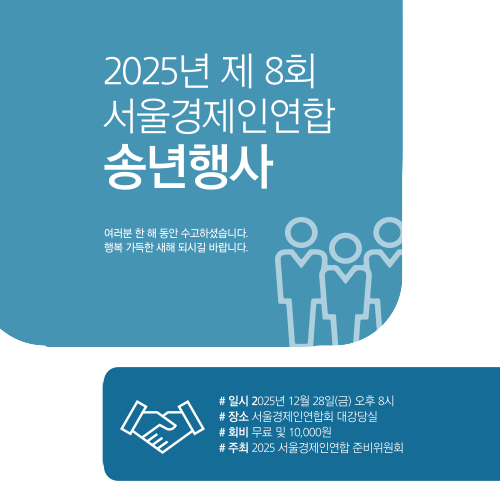 2025년 제 8회
서울경제인연합
송년행사
여러분 한 해 동안 수고하셨습니다.
행복 가득한 새해 되시길 바랍니다.
# 일시 2025년 12월 28일(금) 오후 8시
# 장소 서울경제인연합회 대강당실
# 회비 무료 및 10,000원
# 주최 2025 서울경제인연합 준비위원회